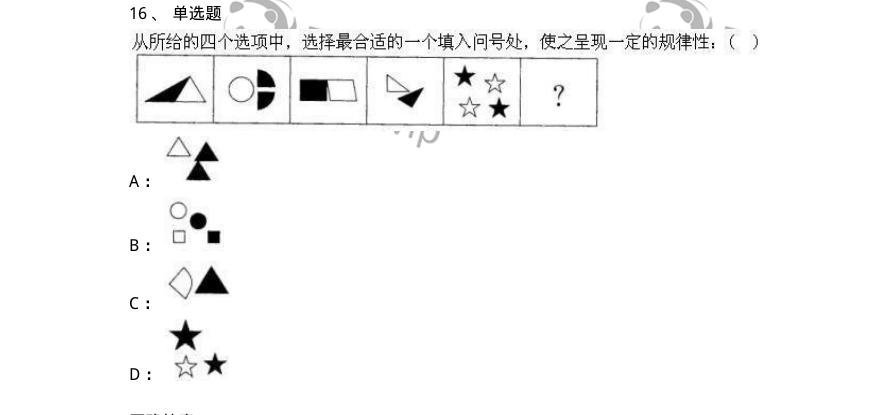 16 、 单选题
从所给的四个选项中，选择最合适的一个填入问号处，使之呈现一定的规律性：（ ）
?
vip
A：
B：
C：
D：